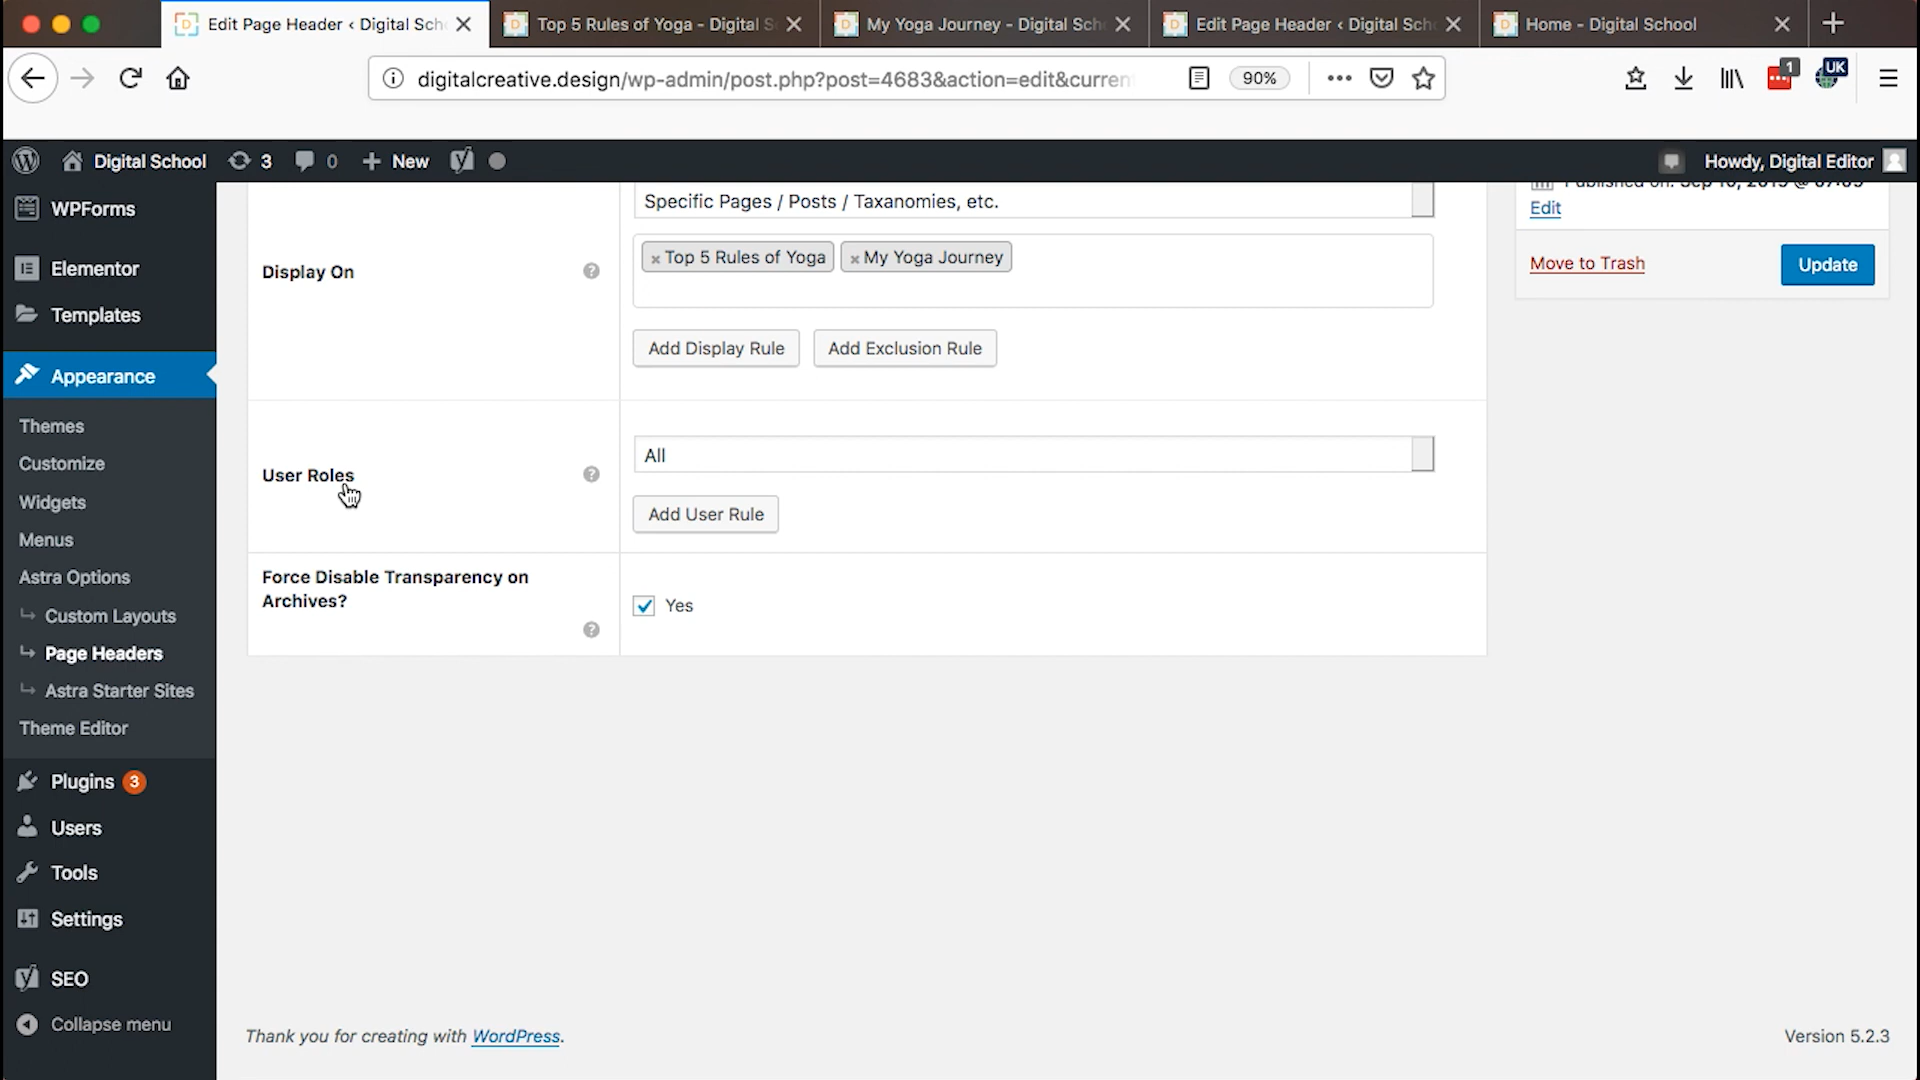 Edit Page Header ‹ Digital Sch
Top 5 Rules of Yoga - Digital S
My Yoga Journey - Digital Sch
Edit Page Header ‹ Digital Sch
Home - Digital School
digitalcreative.design/wp-admin/post.php?post=4683&action=edit&curren
90%
1
UK
Digital School
3
0
New
Howdy, Digital Editor
WPForms
Elementor
Templates
Appearance
Themes
Customize
Widgets
Menus
Astra Options
Custom Layouts
Page Headers
Astra Starter Sites
Theme Editor
Plugins 3
Users
Tools
Settings
SEO
Collapse menu
Display On
Specific Pages / Posts / Taxanomies, etc.
× Top 5 Rules of Yoga × My Yoga Journey
Add Display Rule Add Exclusion Rule
User Roles
All
Add User Rule
Force Disable Transparency on
Archives?
Yes
Published on:
Edit
Move to Trash
Update
Thank you for creating with WordPress.
Version 5.2.3